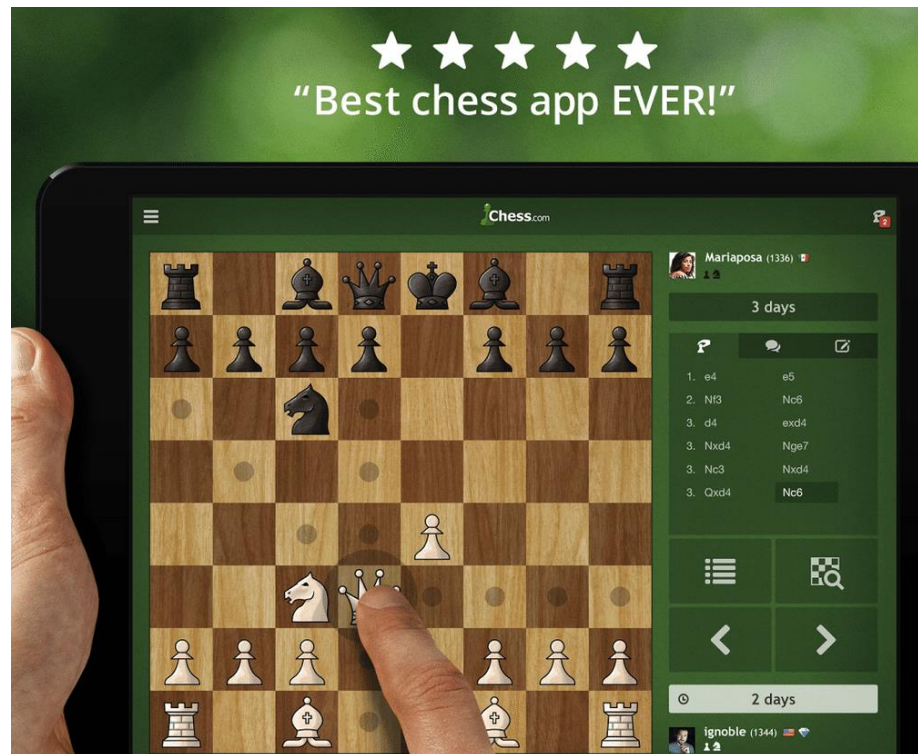 “Best chess app EVER!”
Chess.com
2
Mariaposa (1336)
3 days
1. e4 e5
2. Nf3 Nc6
3. d4 exd4
3. Nxd4 Nge7
3. Nc3 Nxd4
3. Qxd4 Nc6
2 days
ignoble (1344)